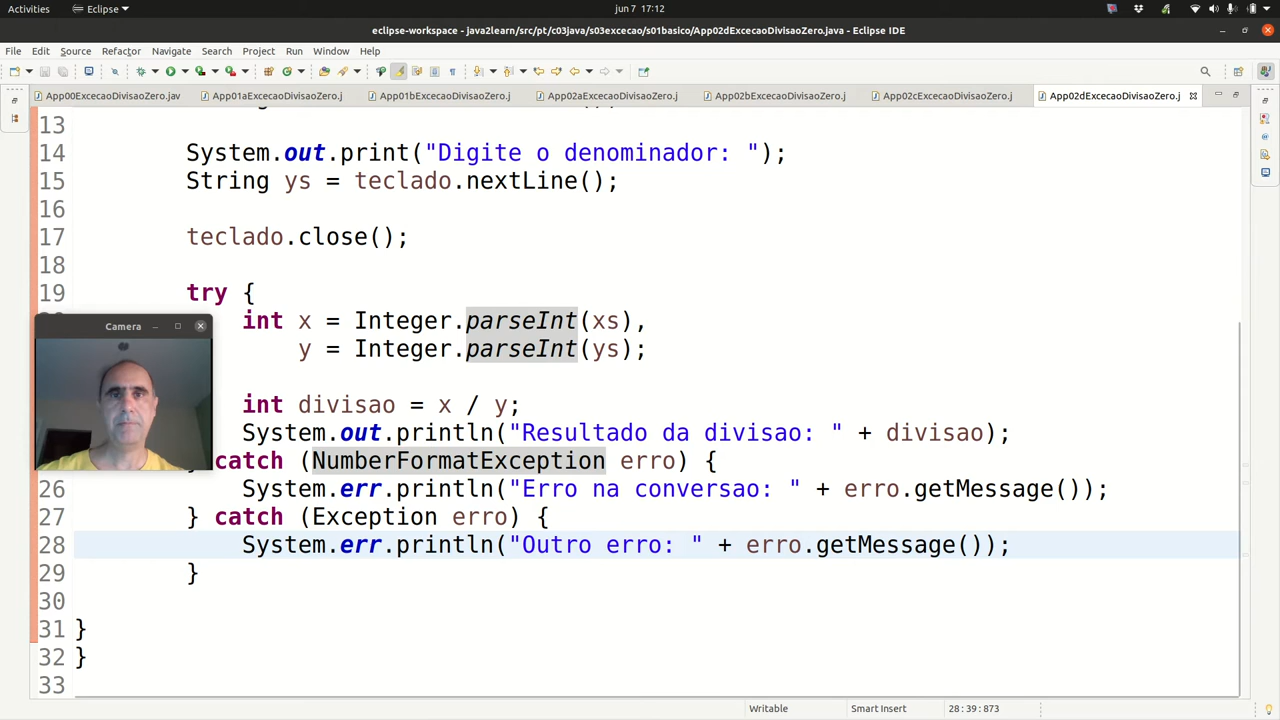 Activities Eclipse jun 7 17:12
eclipse-workspace - java2learn/src/pt/c03java/s03excecao/s01basico/App02dExcecaoDivisaoZero.java - Eclipse IDE
File Edit Source Refactor Navigate Search Project Run Window Help
App00ExcecaoDivisaoZero.jav App01aExcecaoDivisaoZero.j App01bExcecaoDivisaoZero.j App02aExcecaoDivisaoZero.j App02bExcecaoDivisaoZero.j App02cExcecaoDivisaoZero.j App02dExcecaoDivisaoZero.j
13
14 System.out.print("Digite o denominador: ");
15 String ys = teclado.nextLine();
16
17 teclado.close();
18
19 try {
int x = Integer.parseInt(xs),
y = Integer.parseInt(ys);
int divisao = x / y;
System.out.println("Resultado da divisao: " + divisao);
catch (NumberFormatException erro) {
26 System.err.println("Erro na conversao: " + erro.getMessage());
27 } catch (Exception erro) {
28 System.err.println("Outro erro: " + erro.getMessage());
29 }
30
31 }
32 }
33
Camera
Writable Smart Insert 28:39:873